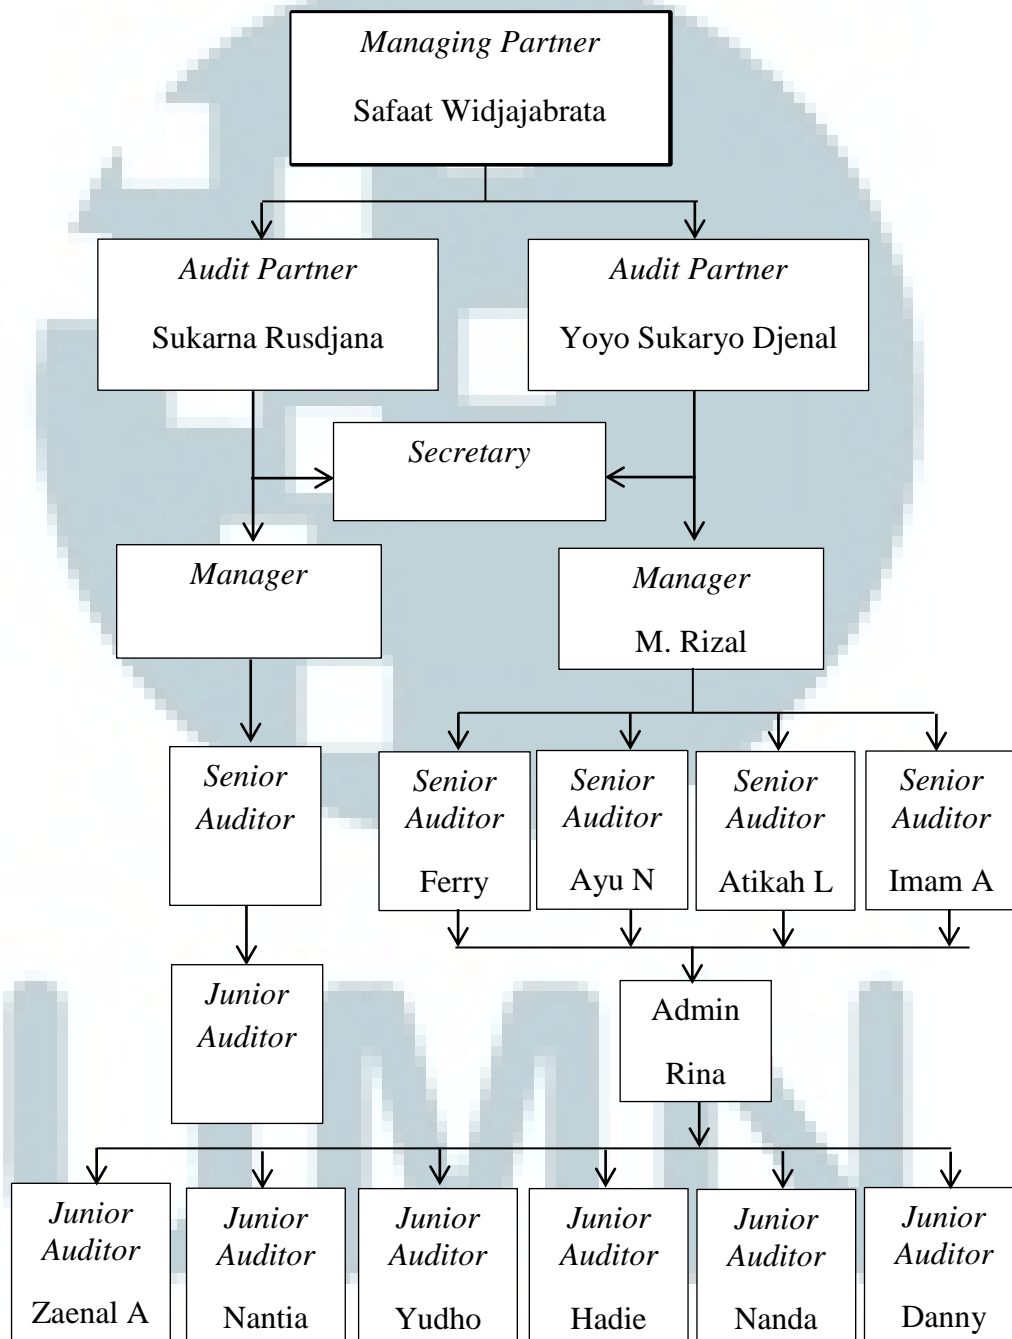 Managing Partner
Safaat Widjajabrata
Audit Partner
Sukarna Rusdjana
Audit Partner
Yoyo Sukaryo Djenal
Secretary
Manager
Manager
M. Rizal
Senior
Auditor
Senior
Auditor
Ferry
Senior
Auditor
Ayu N
Senior
Auditor
Atikah L
Senior
Auditor
Imam A
Junior
Auditor
Admin
Rina
Junior
Auditor
Zaenal A
Junior
Auditor
Nantia
Junior
Auditor
Yudho
Junior
Auditor
Hadie
Junior
Auditor
Nanda
Junior
Auditor
Danny
UMN